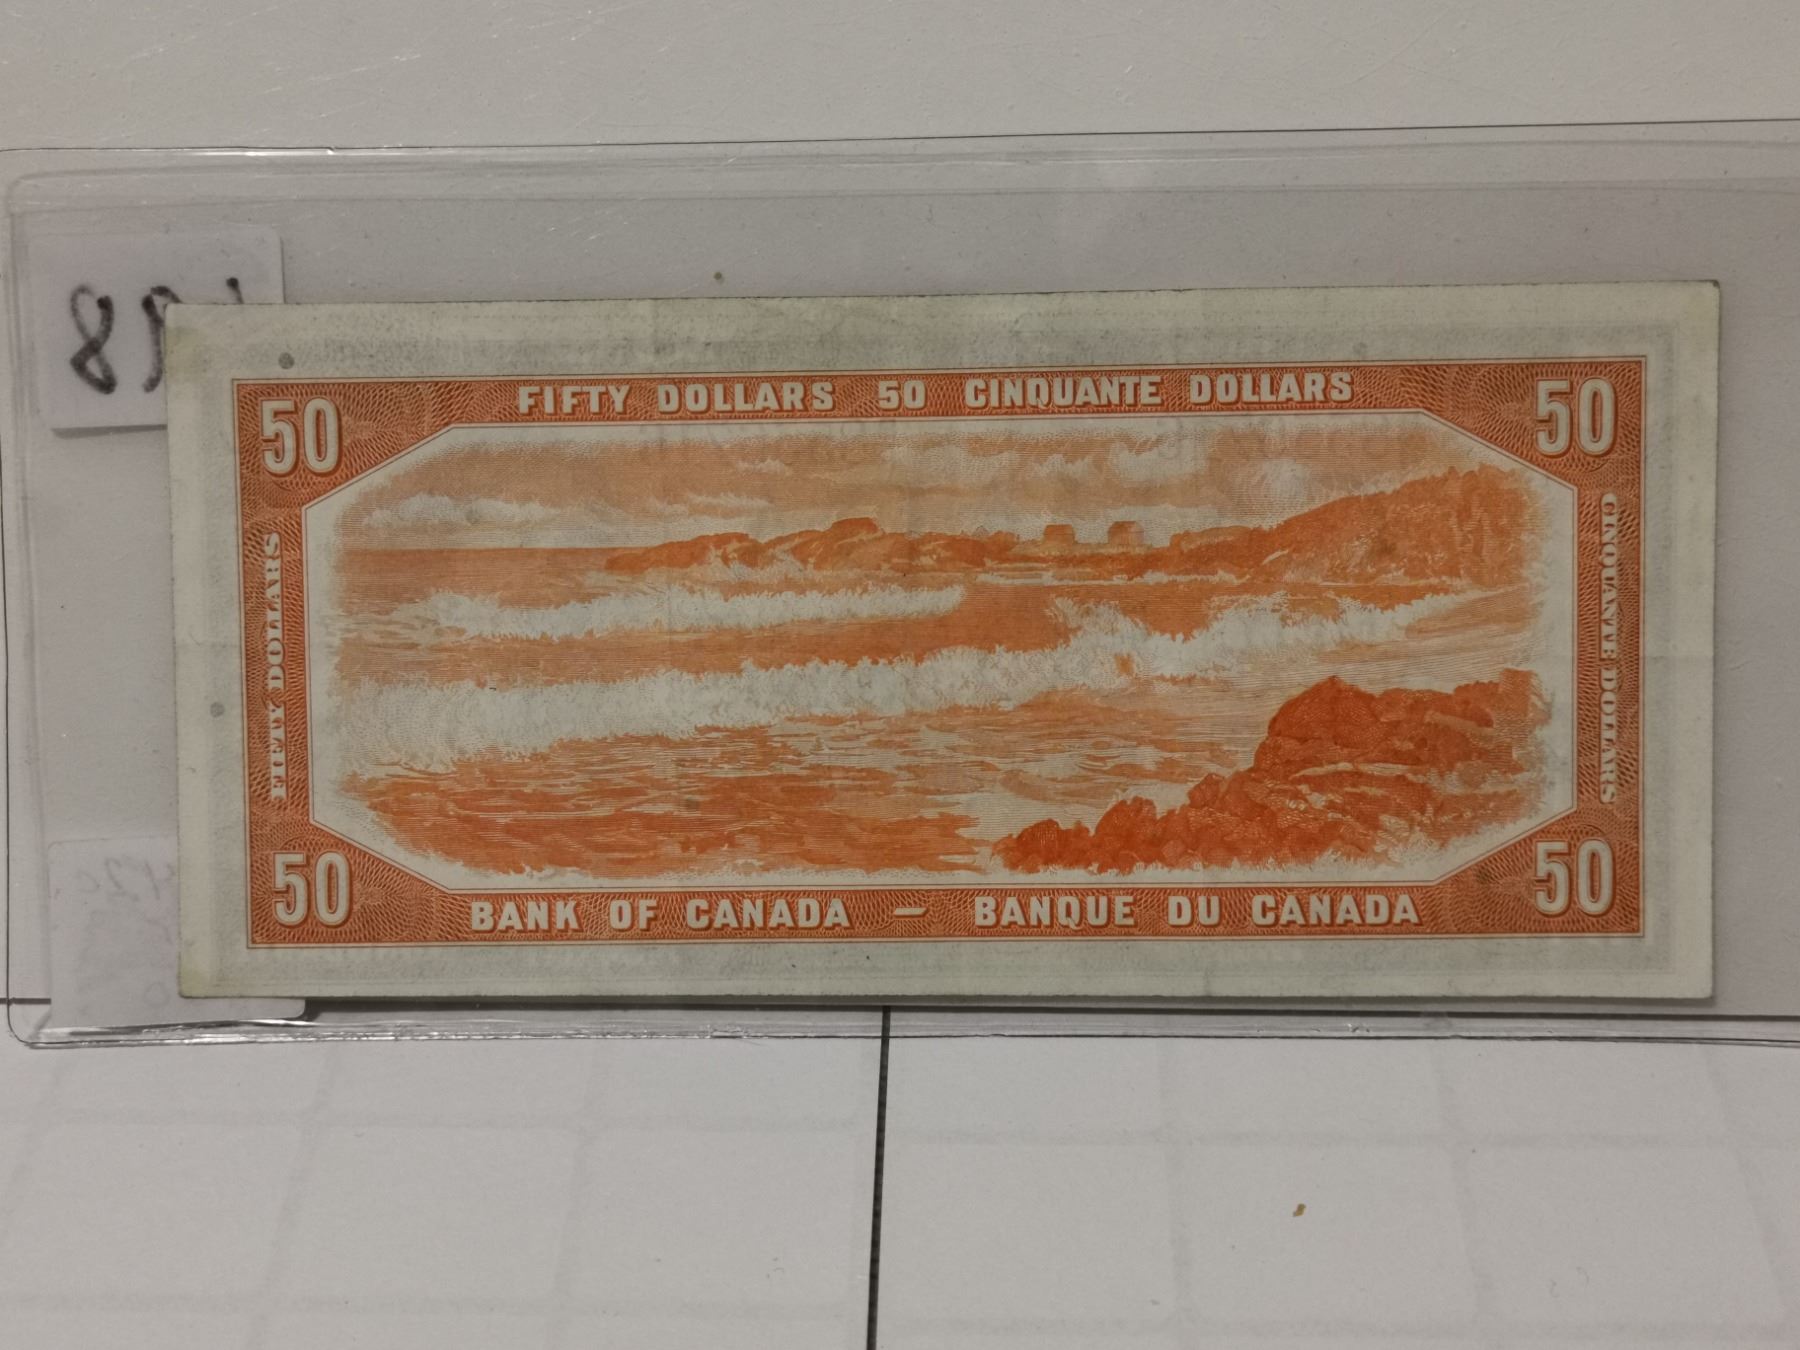 FIFTY DOLLARS 50 CINQUANTE DOLLARS
50
50
FIFTY DOLLARS
CINQUANTE DOLLARS
50
50
BANK OF CANADA – BANQUE DU CANADA